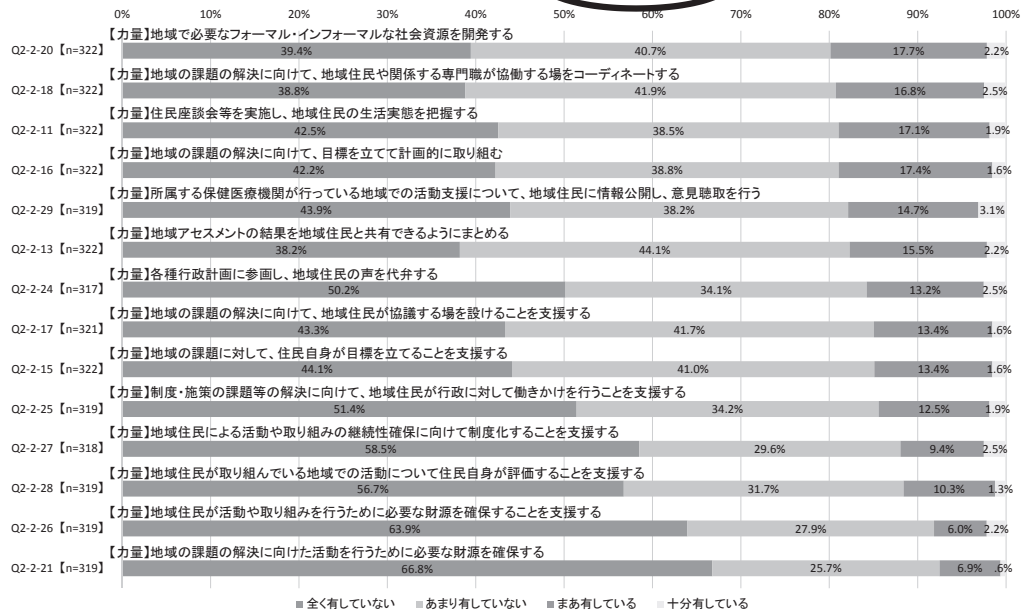 0% 10% 20% 30% 40% 50% 60% 70% 80% 90% 100%
【力量】地域で必要なフォーマル・インフォーマルな社会資源を開発する
Q2-2-20 【n=322】 39.4% 40.7% 17.7% 2.2%
【力量】地域の課題の解決に向けて、地域住民や関係する専門職が協働する場をコーディネートする
Q2-2-18 【n=322】 38.8% 41.9% 16.8% 2.5%
【力量】住民座談会等を実施し、地域住民の生活実態を把握する
Q2-2-11 【n=322】 42.5% 38.5% 17.1% 1.9%
【力量】地域の課題の解決に向けて、目標を立てて計画的に取り組む
Q2-2-16 【n=322】 42.2% 38.8% 17.4% 1.6%
【力量】所属する保健医療機関が行っている地域での活動支援について、地域住民に情報公開し、意見聴取を行う
Q2-2-29 【n=319】 43.9% 38.2% 14.7% 3.1%
【力量】地域アセスメントの結果を地域住民と共有できるようにまとめる
Q2-2-13 【n=322】 38.2% 44.1% 15.5% 2.2%
【力量】各種行政計画に参画し、地域住民の声を代弁する
Q2-2-24 【n=317】 50.2% 34.1% 13.2% 2.5%
【力量】地域の課題の解決に向けて、地域住民が協議する場を設けることを支援する
Q2-2-17 【n=321】 43.3% 41.7% 13.4% 1.6%
【力量】地域の課題に対して、住民自身が目標を立てることを支援する
Q2-2-15 【n=322】 44.1% 41.0% 13.4% 1.6%
【力量】制度・施策の課題等の解決に向けて、地域住民が行政に対して働きかけを行うことを支援する
Q2-2-25 【n=319】 51.4% 34.2% 12.5% 1.9%
【力量】地域住民による活動や取り組みの継続性確保に向けて制度化することを支援する
Q2-2-27 【n=318】 58.5% 29.6% 9.4% 2.5%
【力量】地域住民が取り組んでいる地域での活動について住民自身が評価することを支援する
Q2-2-28 【n=319】 56.7% 31.7% 10.3% 1.3%
【力量】地域住民が活動や取り組みを行うために必要な財源を確保することを支援する
Q2-2-26 【n=319】 63.9% 27.9% 6.0% 2.2%
【力量】地域の課題の解決に向けた活動を行うために必要な財源を確保する
Q2-2-21 【n=319】 66.8% 25.7% 6.9% .6%
全く有していない あまり有していない まあ有している 十分有している